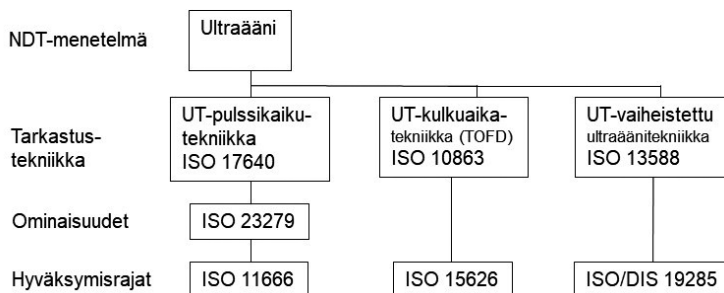 NDT-menetelmä
Ultraääni
Tarkastus-
tekniikka
UT-pulssikaiku-
tekniikka
ISO 17640
UT-kulkuaika-
tekniikka (TOFD)
ISO 10863
UT-vaiheistettu
ultraäänitekniikka
ISO 13588
Ominaisuudet
ISO 23279
Hyväksymisrajat
ISO 11666
ISO 15626
ISO/DIS 19285